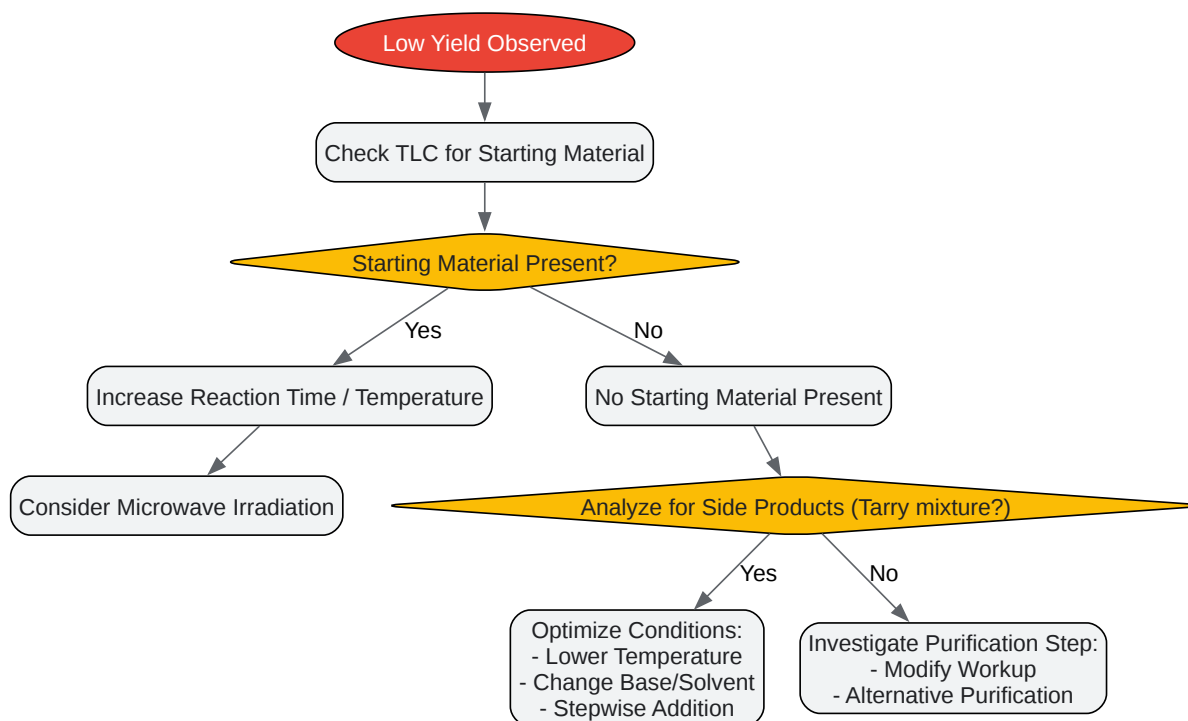 Low Yield Observed
Check TLC for Starting Material
Starting Material Present?
Yes
No
Increase Reaction Time / Temperature
No Starting Material Present
Consider Microwave Irradiation
Analyze for Side Products (Tarry mixture?)
Yes
No
Optimize Conditions:
- Lower Temperature
- Change Base/Solvent
- Stepwise Addition
Investigate Purification Step:
- Modify Workup
- Alternative Purification